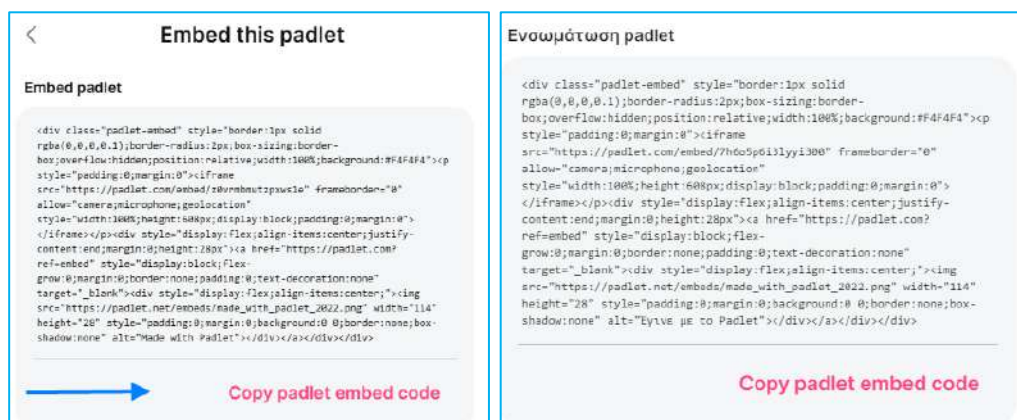 Embed this padlet
Embed padlet
<div class="padlet-embed" style="border:1px solid
rgba(0,0,0,0.1);border-radius:2px;box-sizing:border-
box;overflow:hidden;position:relative;width:100%;background:#F4F4F4"><p
style="padding:0;margin:0"><iframe
frameborder="0"
allow="camera;microphone;geolocation"
style="width:100%;height:608px;display:block;padding:0;margin:0">
</iframe></p><div style="display:flex;align-items:center;justify-
content:end;margin:0;height:28px"><a href="https://padlet.com?
ref=embed" style="display:block;flex-
grow:0;margin:0;border:none;padding:0;text-decoration:none"
target="_blank"><div style="display:flex;align-items:center;"><img
src="https://padlet.net/embeds/made_with_padlet_2022.png" width="114"
height="28" style="padding:0;margin:0;background:0 0;border:none;box-
shadow:none" alt="Made with Padlet"></div></a></div></div>
Copy padlet embed code
Ενσωμάτωση padlet
<div class="padlet-embed" style="border:1px solid
rgba(0,0,0,0.1);border-radius:2px;box-sizing:border-
box;overflow:hidden;position:relative;width:100%;background:#F4F4F4"><p
style="padding:0;margin:0"><iframe
src="https://padlet.com/embed/7h6o5p6i3lyyi300" frameborder="0"
allow="camera;microphone;geolocation"
style="width:100%;height:608px;display:block;padding:0;margin:0">
</iframe></p><div style="display:flex;align-items:center;justify-
content:end;margin:0;height:28px"><a href="https://padlet.com?
ref=embed" style="display:block;flex-
grow:0;margin:0;border:none;padding:0;text-decoration:none"
target="_blank"><div style="display:flex;align-items:center;"><img
src="https://padlet.net/embeds/made_with_padlet_2022.png" width="114"
height="28" style="padding:0;margin:0;background:0 0;border:none;box-
shadow:none" alt="Έγινε με το Padlet"></div></a></div></div>
Copy padlet embed code